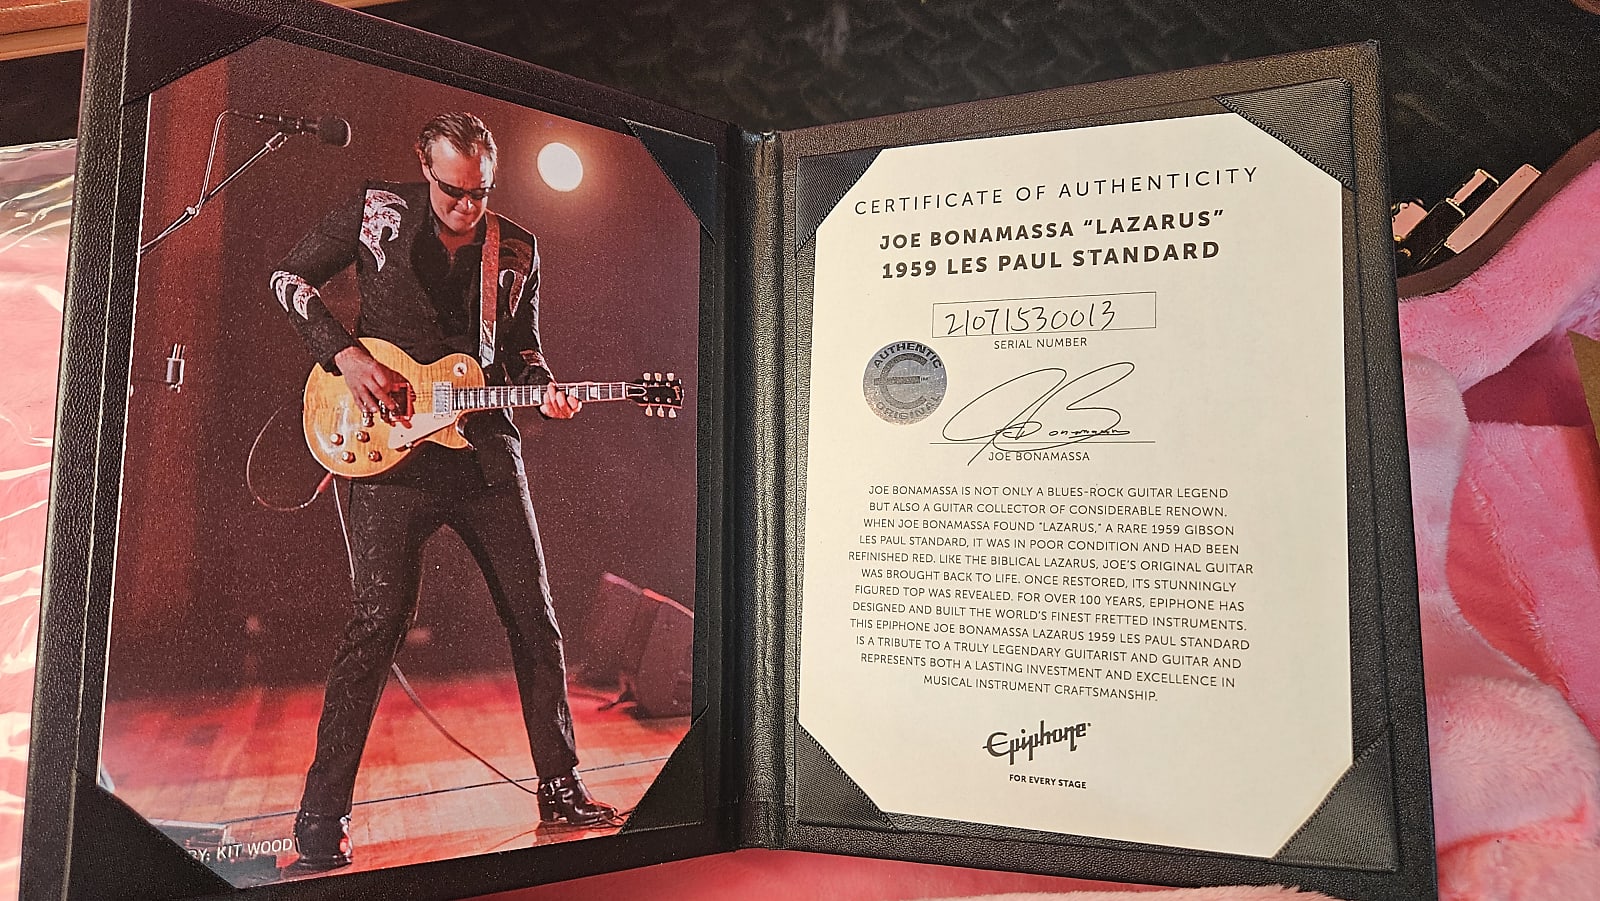 BY: KIT WOOD
CERTIFICATE OF AUTHENTICITY
JOE BONAMASSA “LAZARUS”
1959 LES PAUL STANDARD
21071530013
SERIAL NUMBER
AUTHENTIC
ORIGINAL
Joe Bonamassa
JOE BONAMASSA
JOE BONAMASSA IS NOT ONLY A BLUES-ROCK GUITAR LEGEND
BUT ALSO A GUITAR COLLECTOR OF CONSIDERABLE RENOWN.
WHEN JOE BONAMASSA FOUND “LAZARUS,” A RARE 1959 GIBSON
LES PAUL STANDARD, IT WAS IN POOR CONDITION AND HAD BEEN
REFINISHED RED. LIKE THE BIBLICAL LAZARUS, JOE’S ORIGINAL GUITAR
WAS BROUGHT BACK TO LIFE. ONCE RESTORED, ITS STUNNINGLY
FIGURED TOP WAS REVEALED. FOR OVER 100 YEARS, EPIPHONE HAS
DESIGNED AND BUILT THE WORLD’S FINEST FRETTED INSTRUMENTS.
THIS EPIPHONE JOE BONAMASSA LAZARUS 1959 LES PAUL STANDARD
IS A TRIBUTE TO A TRULY LEGENDARY GUITARIST AND GUITAR AND
REPRESENTS BOTH A LASTING INVESTMENT AND EXCELLENCE IN
MUSICAL INSTRUMENT CRAFTSMANSHIP.
Epiphone
FOR EVERY STAGE